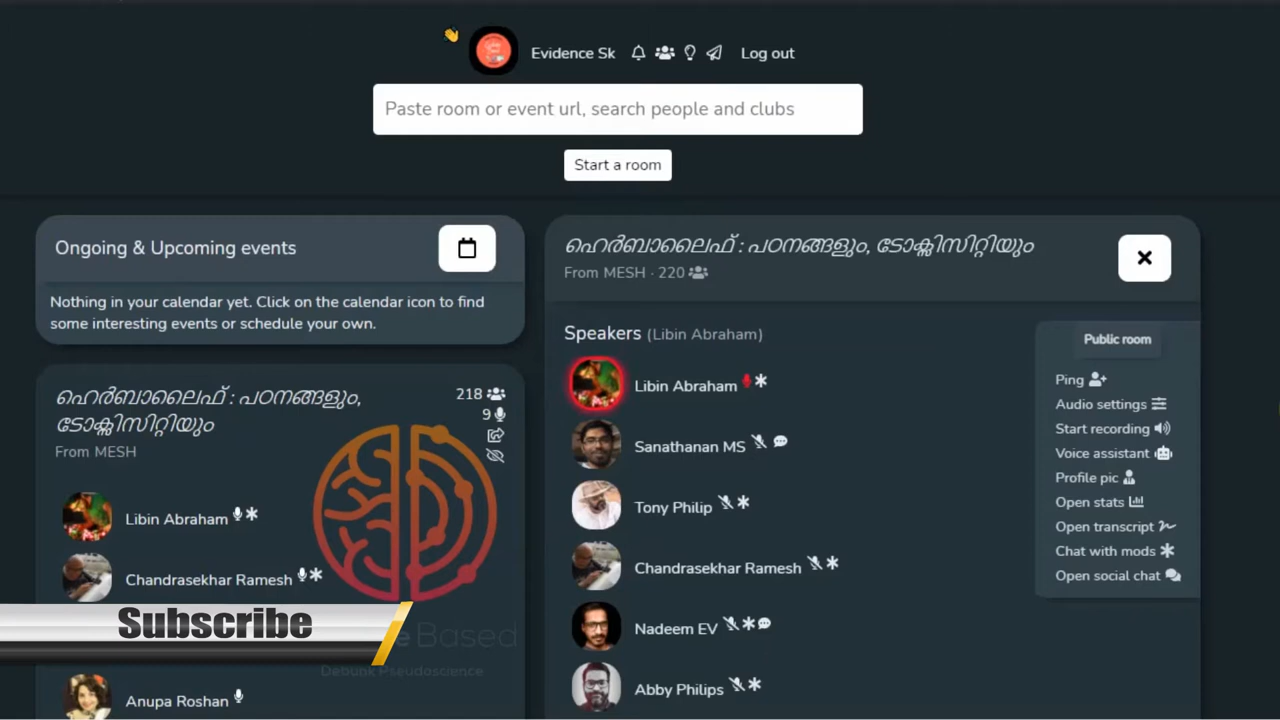 Evidence Sk
Log out
Paste room or event url, search people and clubs
Start a room
Ongoing & Upcoming events
Nothing in your calendar yet. Click on the calendar icon to find
some interesting events or schedule your own.
ഹെർബാലൈഫ് : പഠനങ്ങളും,
ടോക്സിസിറ്റിയും
218
9
From MESH
Libin Abraham
Chandrasekhar Ramesh
Subscribe
e Based
Debunk Pseudoscience
Anupa Roshan
ഹെർബാലൈഫ് : പഠനങ്ങളും, ടോക്സിസിറ്റിയും
From MESH · 220
Speakers (Libin Abraham)
Libin Abraham
Sanathanan MS
Tony Philip
Chandrasekhar Ramesh
Nadeem EV
Abby Philips
Public room
Ping
Audio settings
Start recording
Voice assistant
Profile pic
Open stats
Open transcript
Chat with mods
Open social chat